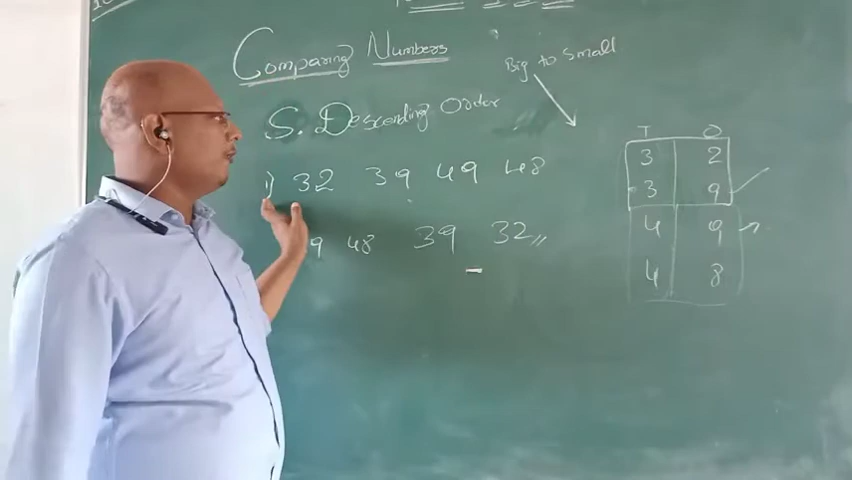 Comparing Numbers
Big to Small
S. Descending Order
1) 32 39 49 48
9 48 39 32
T O
3 2
3 9
4 9
4 8